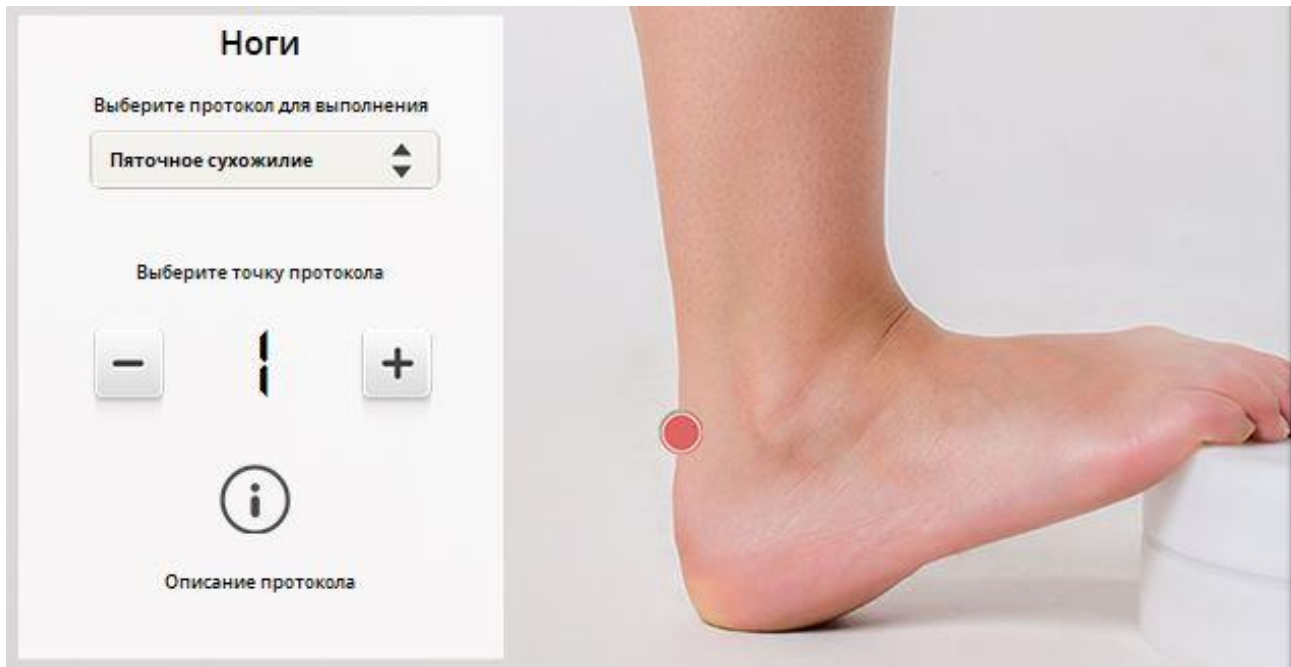 Ноги
Выберите протокол для выполнения
Пяточное сухожилие
Выберите точку протокола
1
Описание протокола